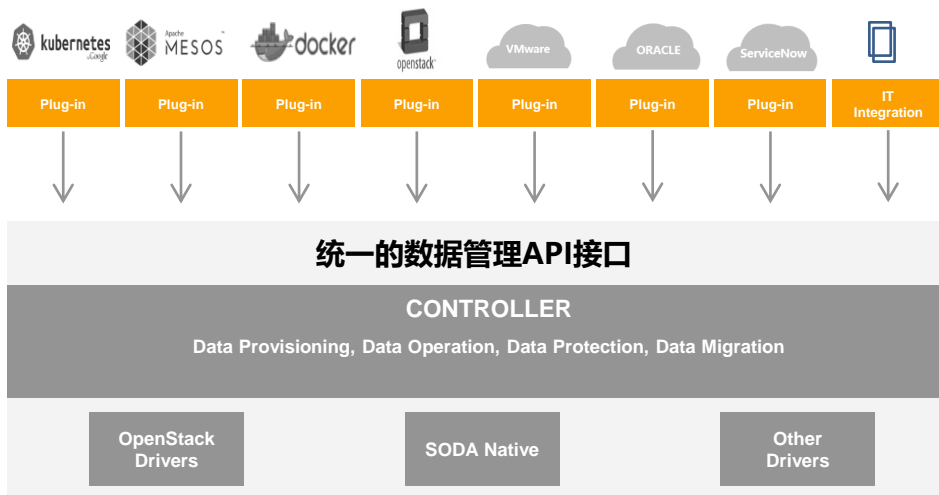 kubernetes
by Google
Apache
MESOS™
docker
openstack
VMware
ORACLE
ServiceNow
Plug-in
Plug-in
Plug-in
Plug-in
Plug-in
Plug-in
Plug-in
IT
Integration
统一的数据管理API接口
CONTROLLER
Data Provisioning, Data Operation, Data Protection, Data Migration
OpenStack
Drivers
SODA Native
Other
Drivers